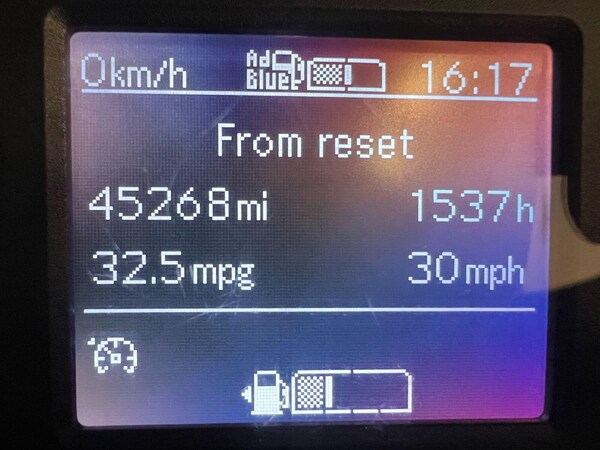 0km/h Ad Blue 16:17
From reset
45268mi 1537h
32.5mpg 30mph